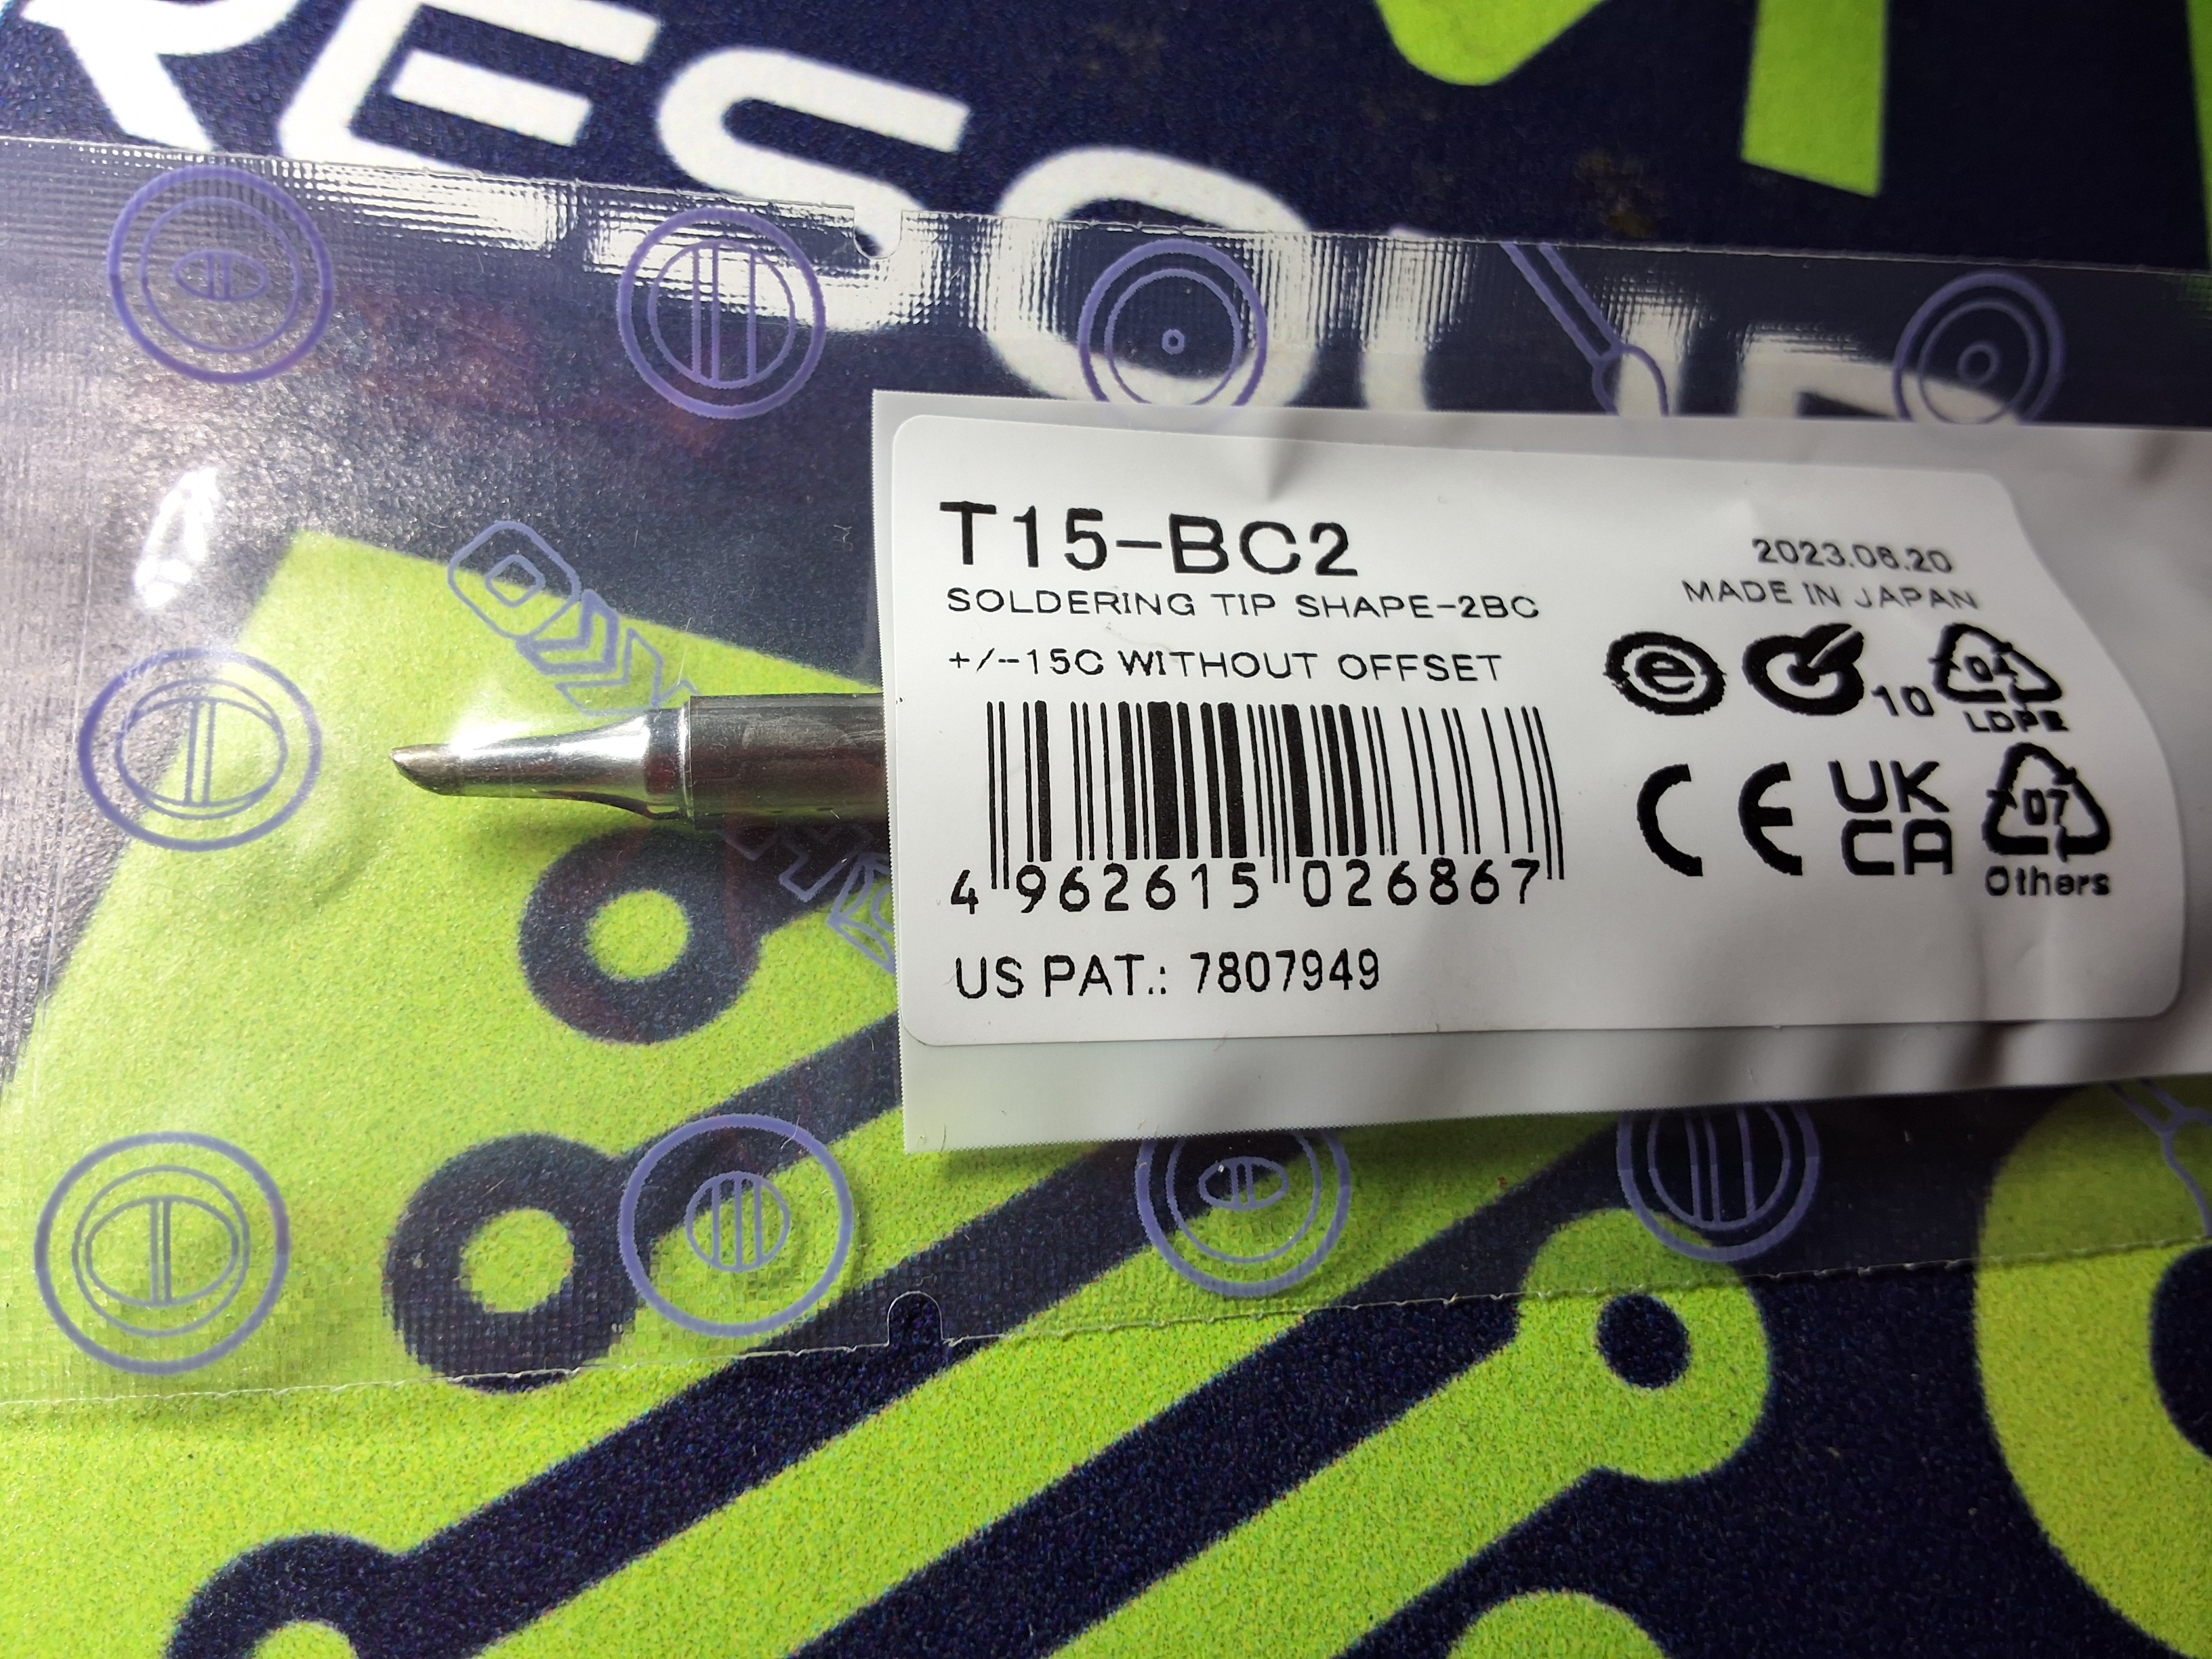 T15-BC2
SOLDERING TIP SHAPE-2BC
+/-15C WITHOUT OFFSET
4 962615 026867
US PAT.: 7807949
2023.06.20
MADE IN JAPAN
e
10
04
LDPE
CE
UK
CA
07
Others